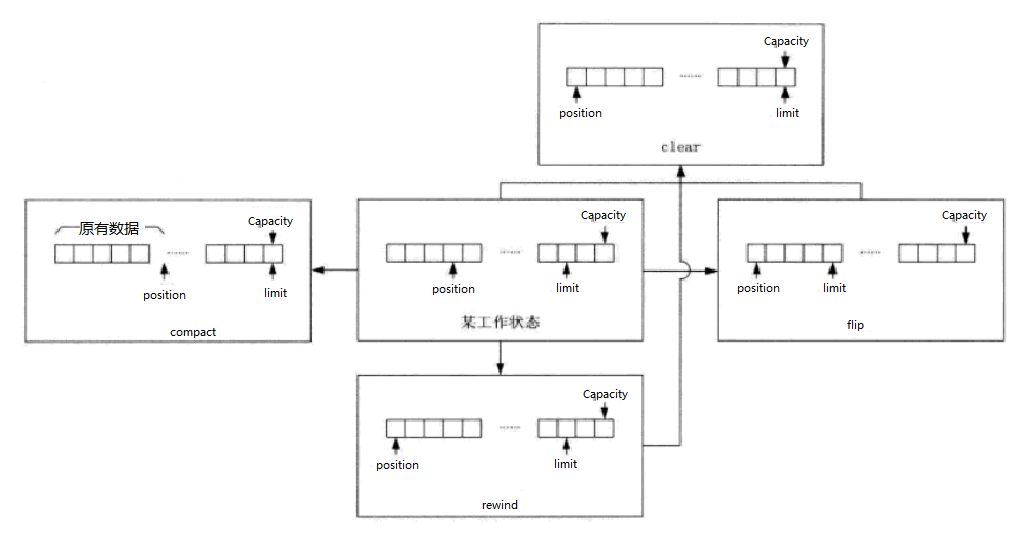 Capacity
position
limit
clear
原有数据
Capacity
position
limit
compact
Capacity
position
limit
某工作状态
Capacity
position
limit
flip
Capacity
position
limit
rewind